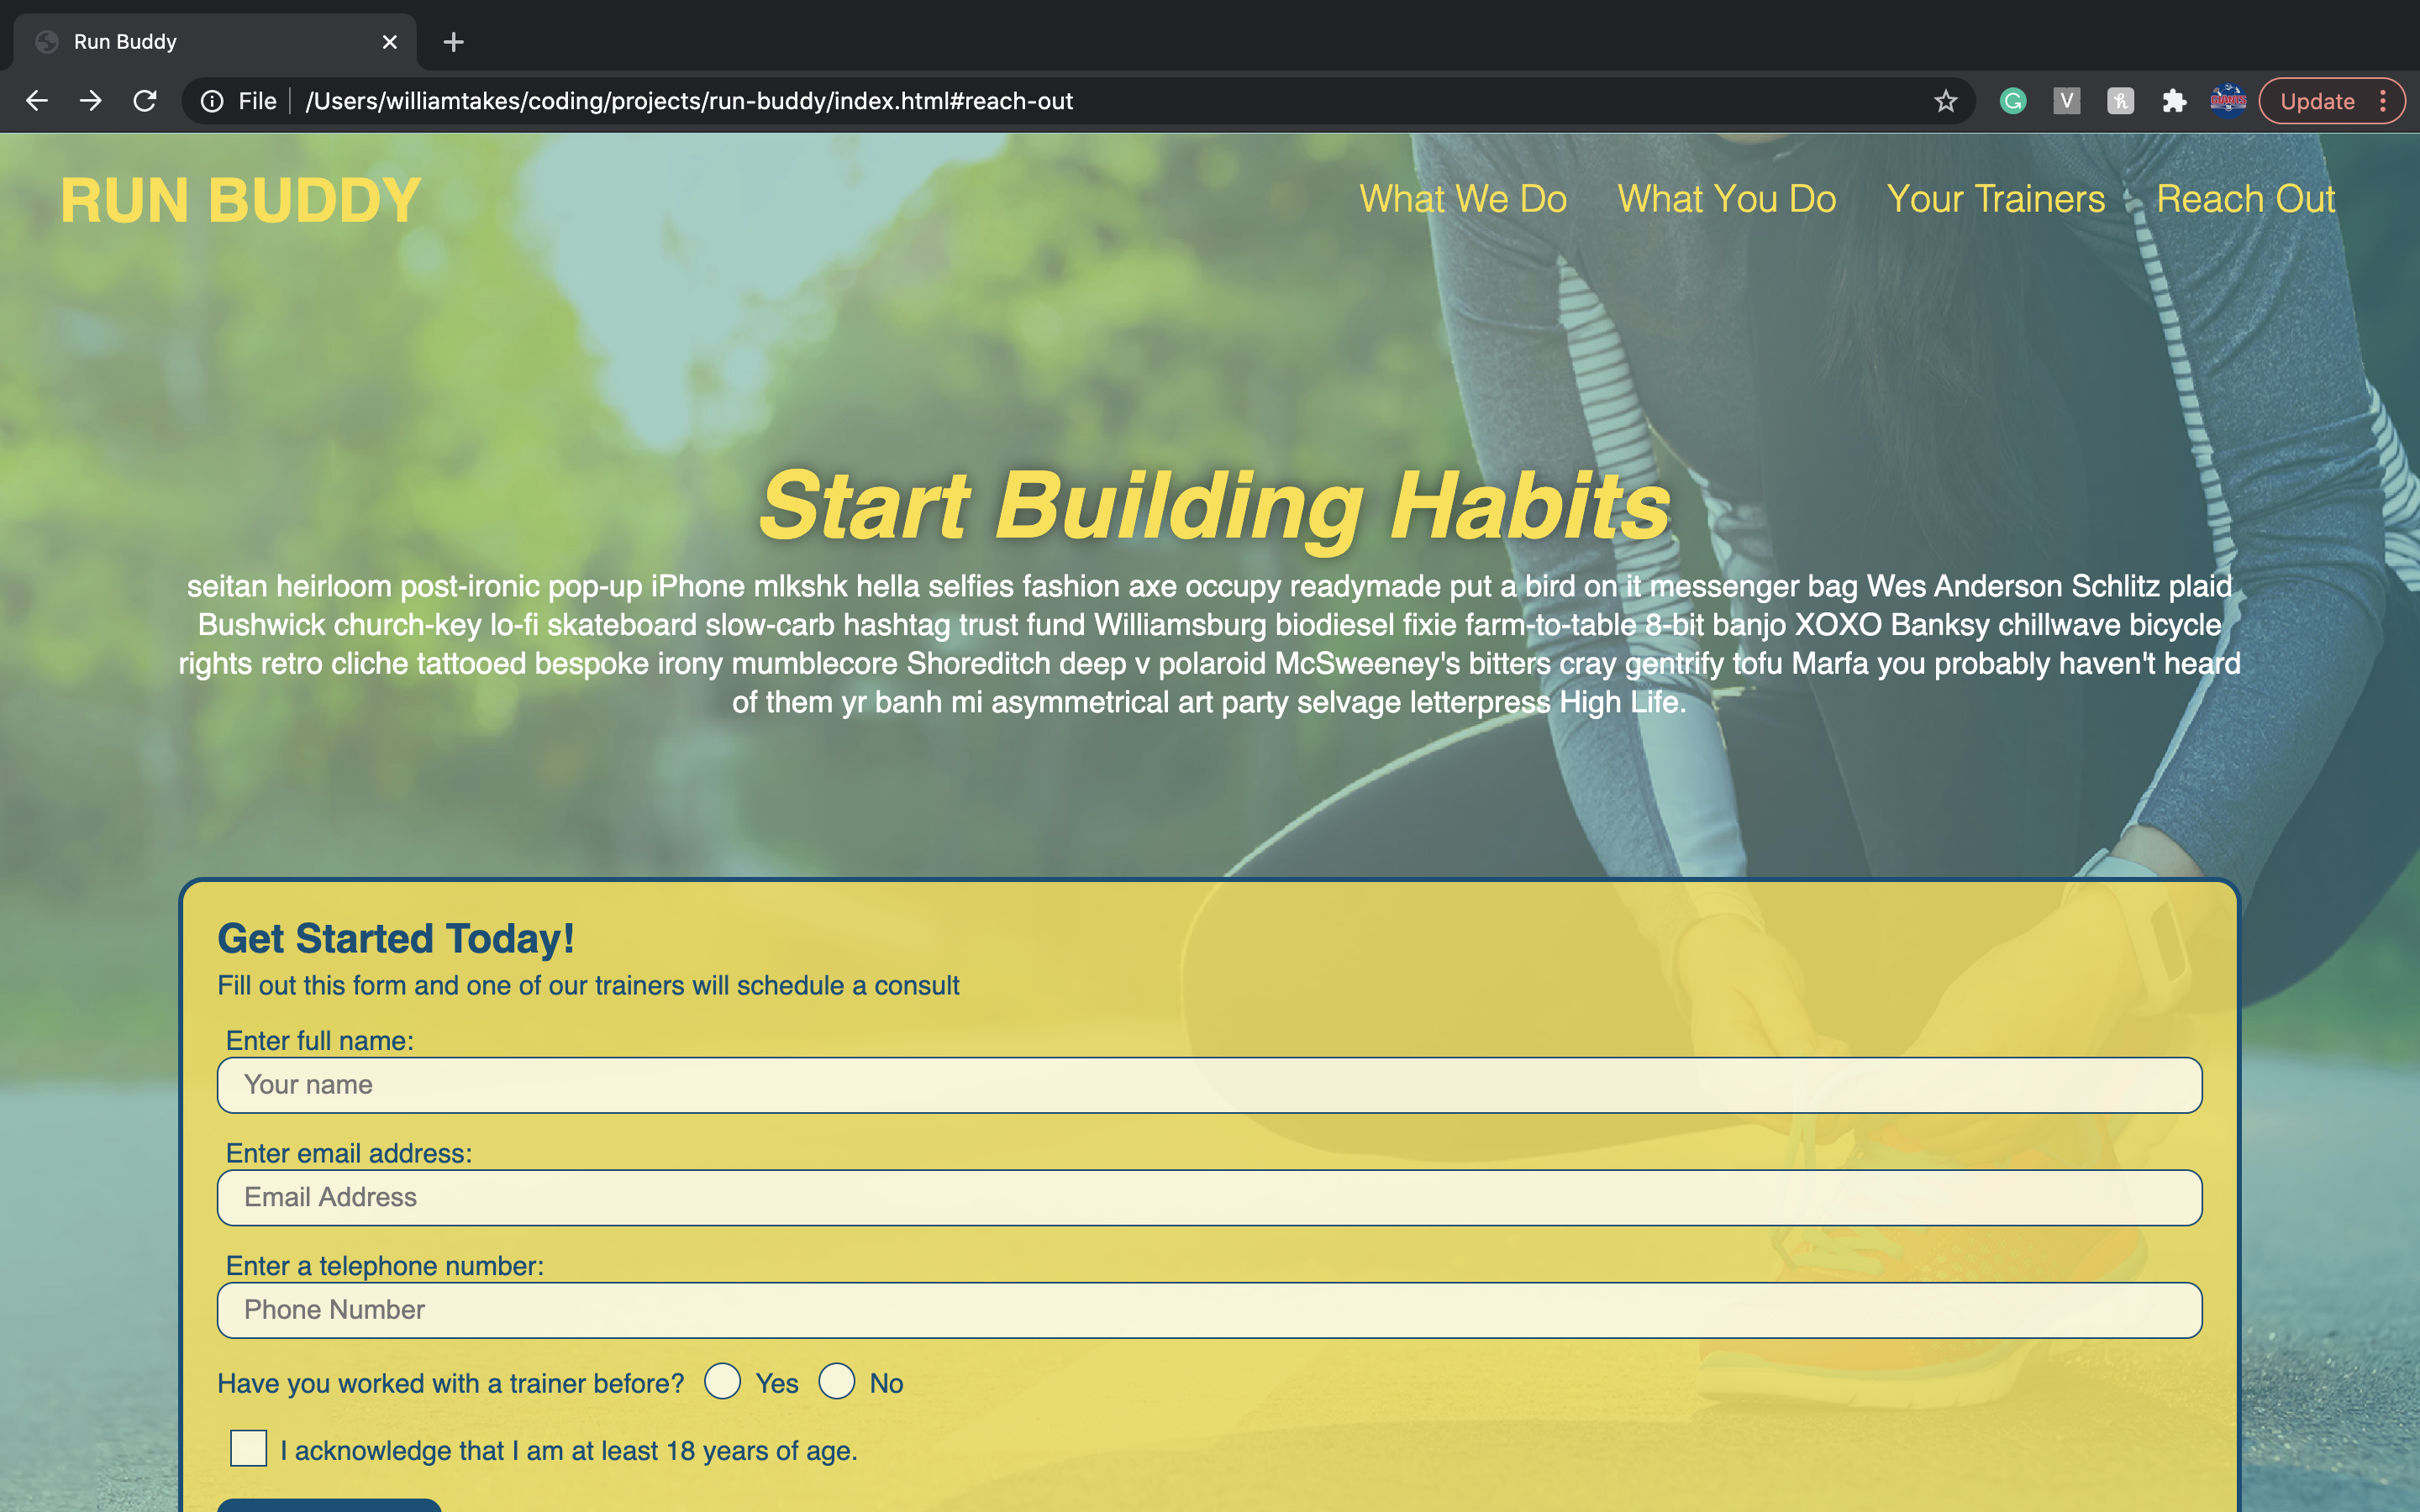 Run Buddy
File /Users/williamtakes/coding/projects/run-buddy/index.html#reach-out
Update
RUN BUDDY
What We Do What You Do Your Trainers Reach Out
Start Building Habits
seitan heirloom post-ironic pop-up iPhone mlkshk hella selfies fashion axe occupy readymade put a bird on it messenger bag Wes Anderson Schlitz plaid
Bushwick church-key lo-fi skateboard slow-carb hashtag trust fund Williamsburg biodiesel fixie farm-to-table 8-bit banjo XOXO Banksy chillwave bicycle
rights retro cliche tattooed bespoke irony mumblecore Shoreditch deep v polaroid McSweeney's bitters cray gentrify tofu Marfa you probably haven't heard
of them yr banh mi asymmetrical art party selvage letterpress High Life.
Get Started Today!
Fill out this form and one of our trainers will schedule a consult
Enter full name:
Your name
Enter email address:
Email Address
Enter a telephone number:
Phone Number
Have you worked with a trainer before? Yes No
I acknowledge that I am at least 18 years of age.